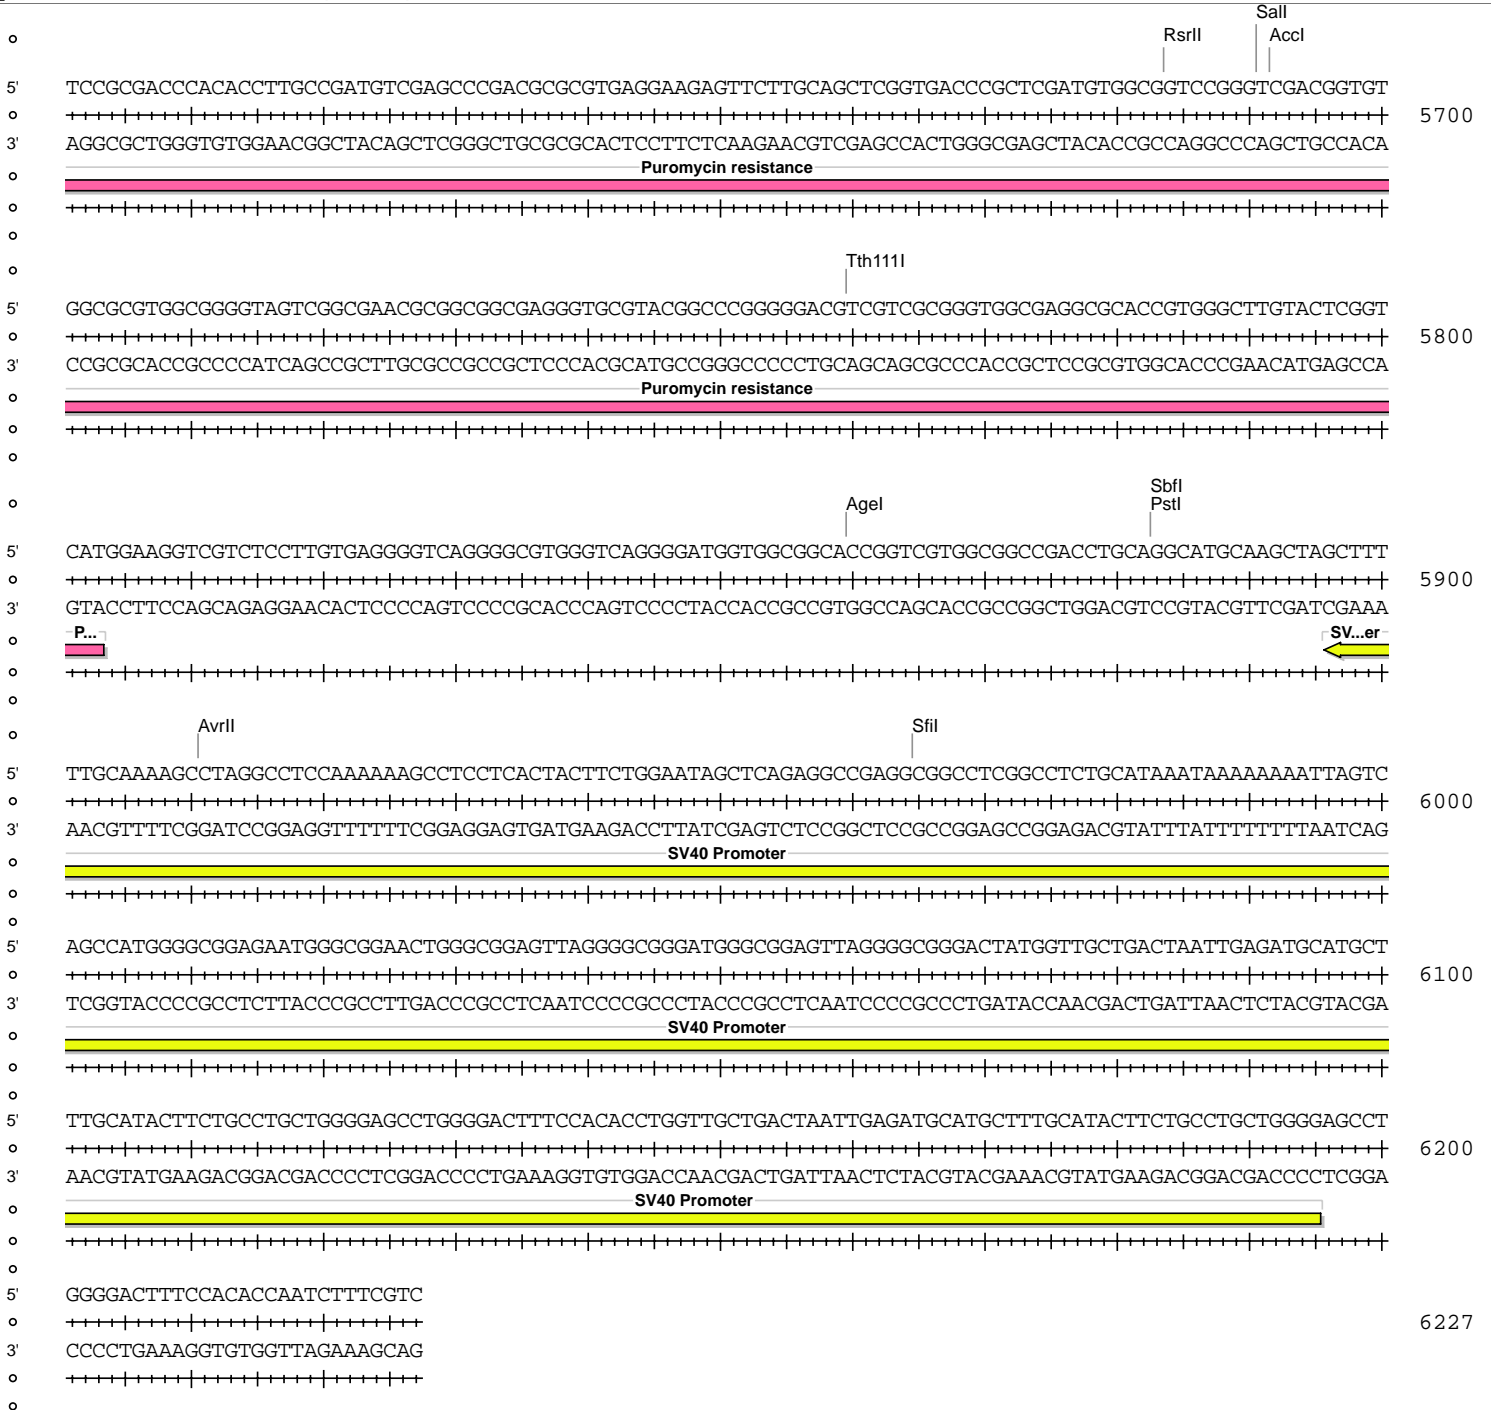 SalI
RsrII AccI
5' TCCGCGACCCACACCTTGCCGATGTCGAGCCCGACGCGCGTGAGGAAGAGTTCTTGCAGCTCGGTGACCCGCTCGATGTGGCGGTCCGGGTCGACGGTGT
5700
3' AGGCGCTGGGTGTGGAACGGCTACAGCTCGGGCTGCGCGCACTCCTTCTCAAGAACGTCGAGCCACTGGGCGAGCTACACCGCCAGGCCCAGCTGCCACA
Puromycin resistance
Tth111I
5' GGCGCGTGGCGGGGTAGTCGGCGAACGCGGCGGCGAGGGTGCGTACGGCCCGGGGGACGTCGTCGCGGGTGGCGAGGCGCACCGTGGGCTTGTACTCGGT
5800
3' CCGCGCACCGCCCCATCAGCCGCTTGCGCCGCCGCTCCCACGCATGCCGGGCCCCCTGCAGCAGCGCCCACCGCTCCGCGTGGCACCCGAACATGAGCCA
Puromycin resistance
SbfI
AgeI PstI
5' CATGGAAGGTCGTCTCCTTGTGAGGGGTCAGGGGCGTGGGTCAGGGGATGGTGGCGGCACCGGTCGTGGCGGCCGACCTGCAGGCATGCAAGCTAGCTTT
5900
3' GTACCTTCCAGCAGAGGAACACTCCCCAGTCCCCGCACCCAGTCCCCTACCACCGCCGTGGCCAGCACCGCCGGCTGGACGTCCGTACGTTCGATCGAAA
P... SV...er
AvrII SfiI
5' TTGCAAAAGCCTAGGCCTCCAAAAAAGCCTCCTCACTACTTCTGGAATAGCTCAGAGGCCGAGGCGGCCTCGGCCTCTGCATAAATAAAAAAAATTAGTC
6000
3' AACGTTTTCGGATCCGGAGGTTTTTTCGGAGGAGTGATGAAGACCTTATCGAGTCTCCGGCTCCGCCGGAGCCGGAGACGTATTTATTTTTTTTAATCAG
SV40 Promoter
5' AGCCATGGGGCGGAGAATGGGCGGAACTGGGCGGAGTTAGGGGCGGGATGGGCGGAGTTAGGGGCGGGACTATGGTTGCTGACTAATTGAGATGCATGCT
6100
3' TCGGTACCCCGCCTCTTACCCGCCTTGACCCGCCTCAATCCCCGCCCTACCCGCCTCAATCCCCGCCCTGATACCAACGACTGATTAACTCTACGTACGA
SV40 Promoter
5' TTGCATACTTCTGCCTGCTGGGGAGCCTGGGGACTTTCCACACCTGGTTGCTGACTAATTGAGATGCATGCTTTGCATACTTCTGCCTGCTGGGGAGCCT
6200
3' AACGTATGAAGACGGACGACCCCTCGGACCCCTGAAAGGTGTGGACCAACGACTGATTAACTCTACGTACGAAACGTATGAAGACGGACGACCCCTCGGA
SV40 Promoter
5' GGGGACTTTCCACACCAATCTTTCGTC
6227
3' CCCCTGAAAGGTGTGGTTAGAAAGCAG